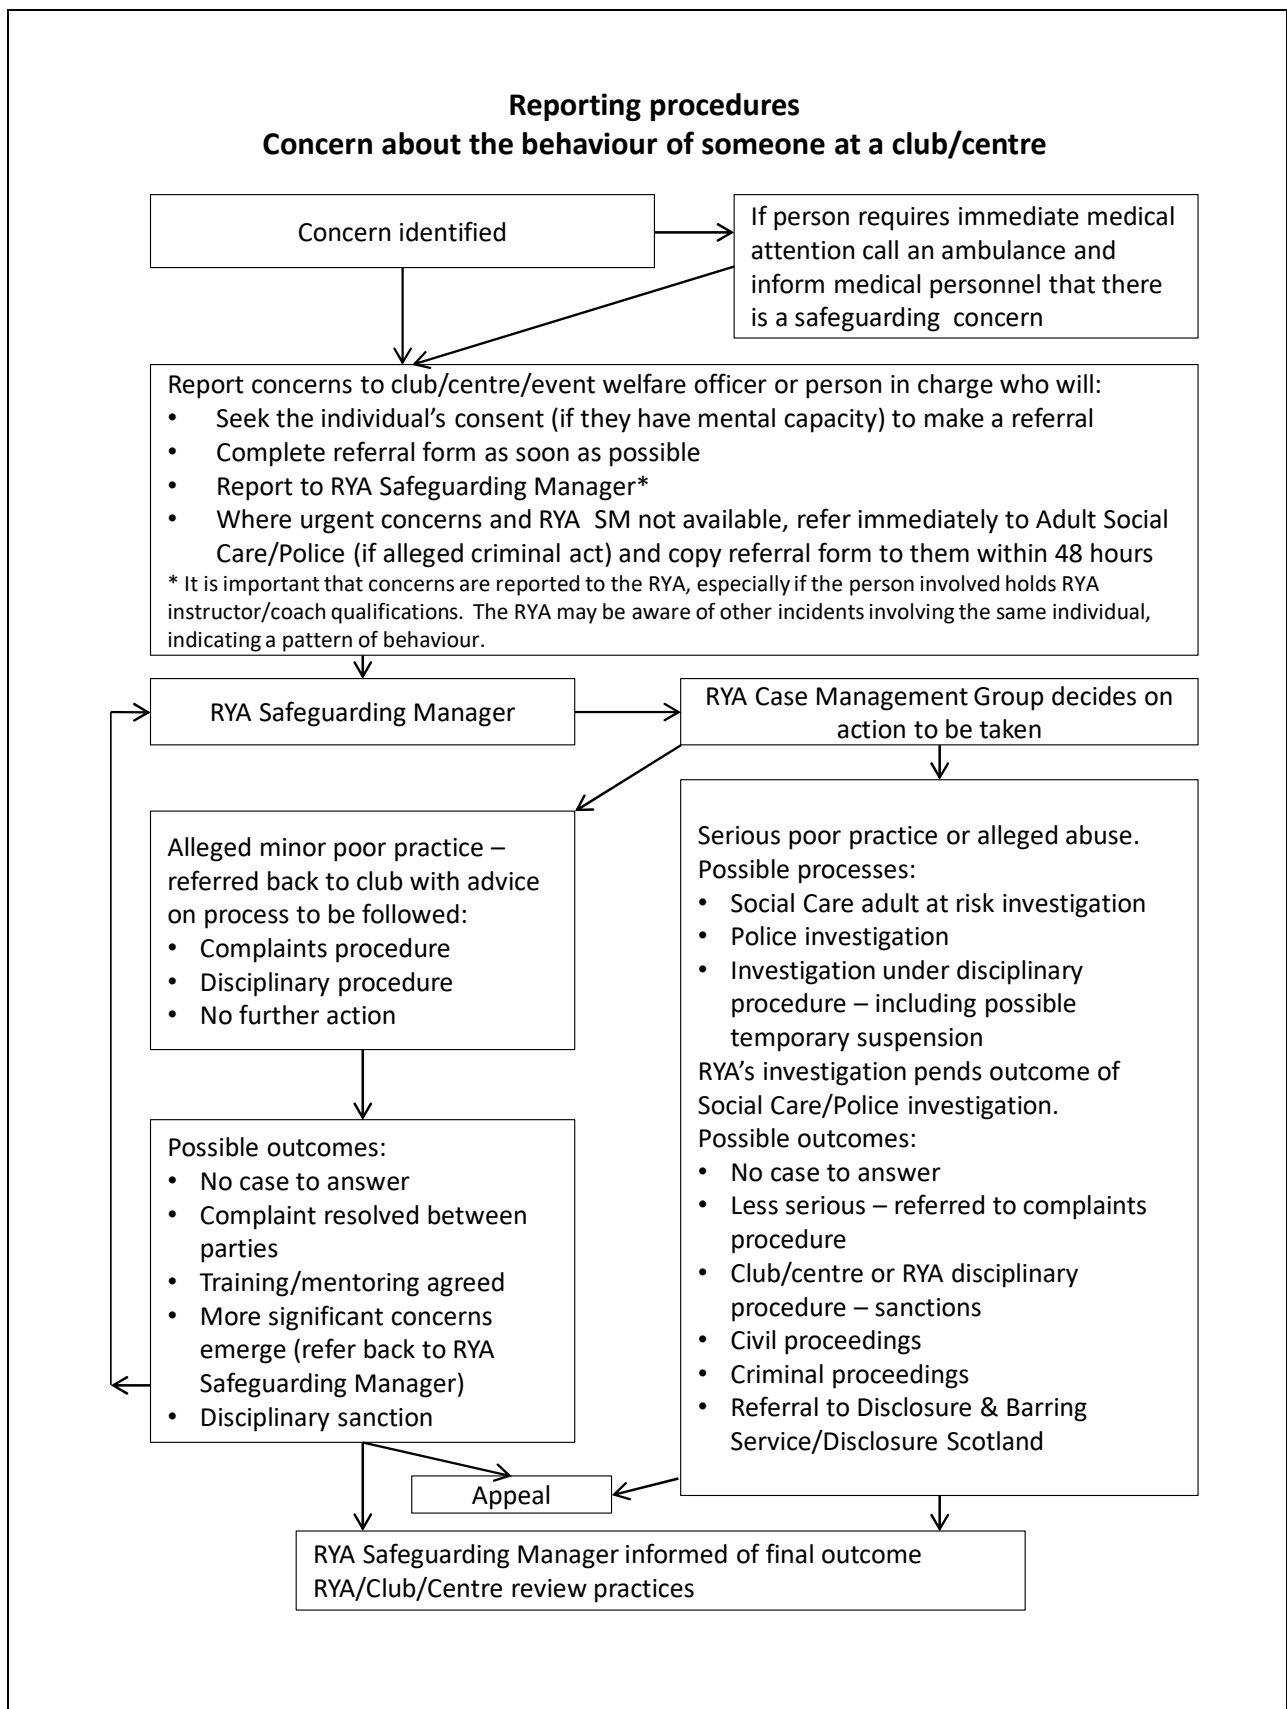 Reporting procedures
Concern about the behaviour of someone at a club/centre
Concern identified
If person requires immediate medical
attention call an ambulance and
inform medical personnel that there
is a safeguarding concern
Report concerns to club/centre/event welfare officer or person in charge who will:
• Seek the individual's consent (if they have mental capacity) to make a referral
• Complete referral form as soon as possible
• Report to RYA Safeguarding Manager*
• Where urgent concerns and RYA SM not available, refer immediately to Adult Social
Care/Police (if alleged criminal act) and copy referral form to them within 48 hours
* It is important that concerns are reported to the RYA, especially if the person involved holds RYA
instructor/coach qualifications. The RYA may be aware of other incidents involving the same individual,
indicating a pattern of behaviour.
RYA Safeguarding Manager
RYA Case Management Group decides on
action to be taken
Alleged minor poor practice –
referred back to club with advice
on process to be followed:
• Complaints procedure
• Disciplinary procedure
• No further action
Serious poor practice or alleged abuse.
Possible processes:
• Social Care adult at risk investigation
• Police investigation
• Investigation under disciplinary
procedure – including possible
temporary suspension
RYA's investigation pends outcome of
Social Care/Police investigation.
Possible outcomes:
• No case to answer
• Less serious – referred to complaints
procedure
• Club/centre or RYA disciplinary
procedure – sanctions
• Civil proceedings
• Criminal proceedings
• Referral to Disclosure & Barring
Service/Disclosure Scotland
Possible outcomes:
• No case to answer
• Complaint resolved between
parties
• Training/mentoring agreed
• More significant concerns
emerge (refer back to RYA
Safeguarding Manager)
• Disciplinary sanction
Appeal
RYA Safeguarding Manager informed of final outcome
RYA/Club/Centre review practices